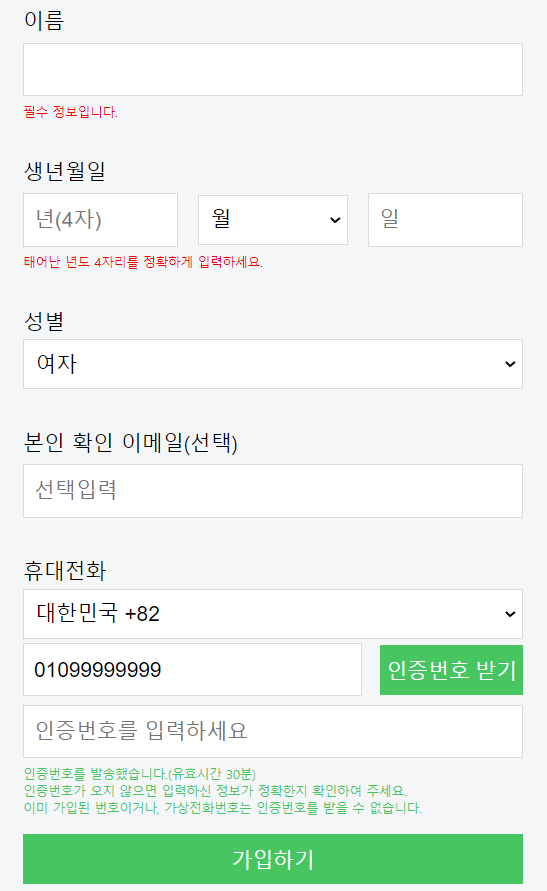 이름
필수 정보입니다.
생년월일
년(4자) 월 일
태어난 년도 4자리를 정확하게 입력하세요.
성별
여자
본인 확인 이메일(선택)
선택입력
휴대전화
대한민국 +82
01099999999 인증번호 받기
인증번호를 입력하세요
인증번호를 발송했습니다.(유효시간 30분)
인증번호가 오지 않으면 입력하신 정보가 정확한지 확인하여 주세요.
이미 가입된 번호이거나, 가상전화번호는 인증번호를 받을 수 없습니다.
가입하기